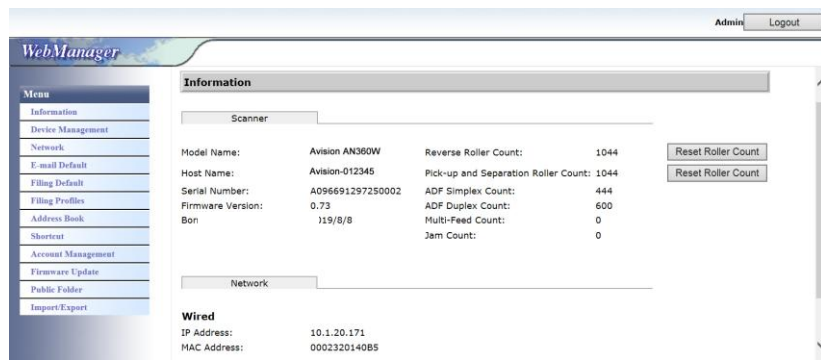 Admin Logout
WebManager
Information
Menu
Information
Device Management
Network
E-mail Default
Filing Default
Filing Profiles
Address Book
Shortcut
Account Management
Firmware Update
Public Folder
Import/Export
Scanner
Model Name: Avision AN360W Reverse Roller Count: 1044 Reset Roller Count
Host Name: Avision-012345 Pick-up and Separation Roller Count: 1044 Reset Roller Count
Serial Number: A096691297250002 ADF Simplex Count: 444
Firmware Version: 0.73 ADF Duplex Count: 600
Bor )19/8/8 Multi-Feed Count: 0
Jam Count: 0
Network
Wired
IP Address: 10.1.20.171
MAC Address: 0002320140B5